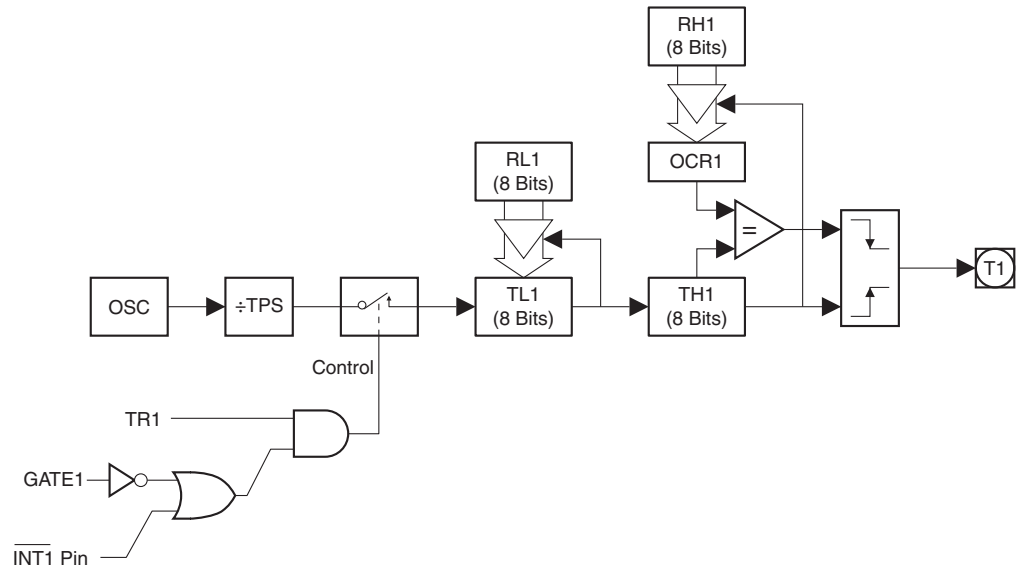 RH1
(8 Bits)
RL1
(8 Bits)
OCR1
=
OSC
÷TPS
TL1
(8 Bits)
TH1
(8 Bits)
T1
Control
TR1
GATE1
INT1 Pin